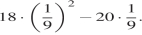 18 · (1/9)² − 20 · 1/9.